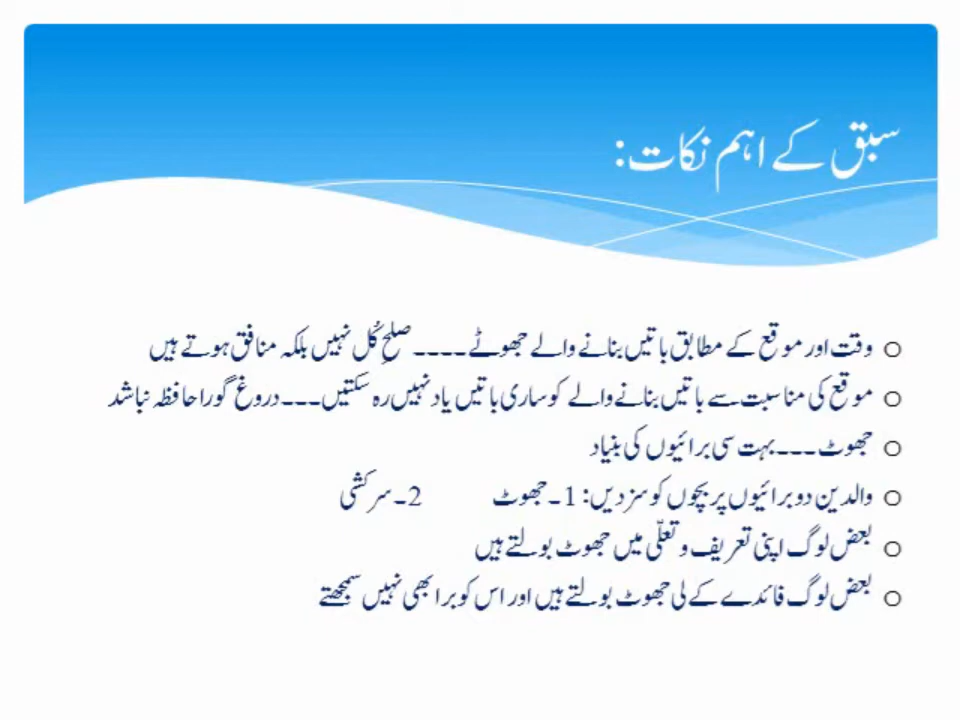 سبق کے اہم نکات:
وقت اور موقع کے مطابق باتیں بنانے والے جھوٹے۔۔۔۔ صلحِ کُل نہیں بلکہ منافق ہوتے ہیں
موقع کی مناسبت سے باتیں بنانے والے کو ساری باتیں یاد نہیں رہ سکتیں۔۔۔ دروغ گورا حافظہ نباشد
جھوٹ۔۔۔ بہت سی برائیوں کی بنیاد
والدین دو برائیوں پر بچوں کو سز دیں: 1۔ جھوٹ 2۔ سرکشی
بعض لوگ اپنی تعریف و تعلّی میں جھوٹ بولتے ہیں
بعض لوگ فائدے کے لی جھوٹ بولتے ہیں اور اس کو برا بھی نہیں سمجھتے